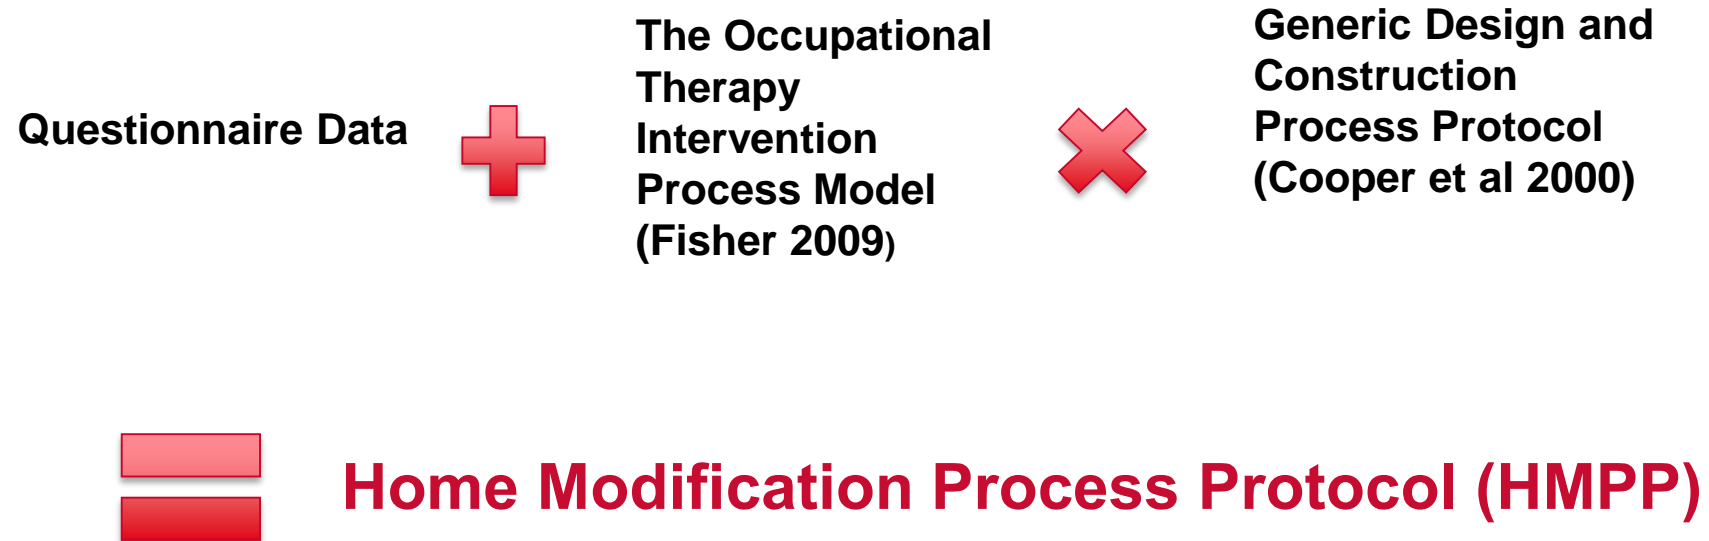 Questionnaire Data
The Occupational
Therapy
Intervention
Process Model
(Fisher 2009)
Generic Design and
Construction
Process Protocol
(Cooper et al 2000)
Home Modification Process Protocol (HMPP)